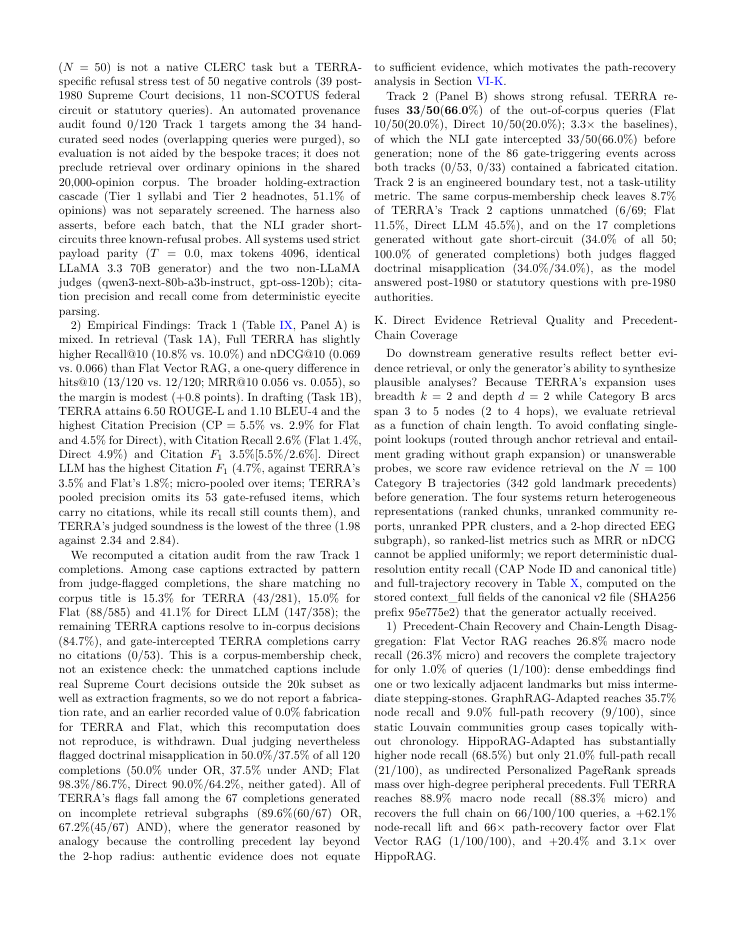 (N = 50) is not a native CLERC task but a TERRA-
specific refusal stress test of 50 negative controls (39 post-
1980 Supreme Court decisions, 11 non-SCOTUS federal
circuit or statutory queries). An automated provenance
audit found 0/120 Track 1 targets among the 34 hand-
curated seed nodes (overlapping queries were purged), so
evaluation is not aided by the bespoke traces; it does not
preclude retrieval over ordinary opinions in the shared
20,000-opinion corpus. The broader holding-extraction
cascade (Tier 1 syllabi and Tier 2 headnotes, 51.1% of
opinions) was not separately screened. The harness also
asserts, before each batch, that the NLI grader short-
circuits three known-refusal probes. All systems used strict
payload parity (T = 0.0, max tokens 4096, identical
LLaMA 3.3 70B generator) and the two non-LLaMA
judges (qwen3-next-80b-a3b-instruct, gpt-oss-120b); cita-
tion precision and recall come from deterministic eyecite
parsing.
2) Empirical Findings: Track 1 (Table IX, Panel A) is
mixed. In retrieval (Task 1A), Full TERRA has slightly
higher Recall@10 (10.8% vs. 10.0%) and nDCG@10 (0.069
vs. 0.066) than Flat Vector RAG, a one-query difference in
hits@10 (13/120 vs. 12/120; MRR@10 0.056 vs. 0.055), so
the margin is modest (+0.8 points). In drafting (Task 1B),
TERRA attains 6.50 ROUGE-L and 1.10 BLEU-4 and the
highest Citation Precision (CP = 5.5% vs. 2.9% for Flat
and 4.5% for Direct), with Citation Recall 2.6% (Flat 1.4%,
Direct 4.9%) and Citation F1 3.5%[5.5%/2.6%]. Direct
LLM has the highest Citation F1 (4.7%, against TERRA's
3.5% and Flat's 1.8%; micro-pooled over items; TERRA's
pooled precision omits its 53 gate-refused items, which
carry no citations, while its recall still counts them), and
TERRA's judged soundness is the lowest of the three (1.98
against 2.34 and 2.84).
We recomputed a citation audit from the raw Track 1
completions. Among case captions extracted by pattern
from judge-flagged completions, the share matching no
corpus title is 15.3% for TERRA (43/281), 15.0% for
Flat (88/585) and 41.1% for Direct LLM (147/358); the
remaining TERRA captions resolve to in-corpus decisions
(84.7%), and gate-intercepted TERRA completions carry
no citations (0/53). This is a corpus-membership check,
not an existence check: the unmatched captions include
real Supreme Court decisions outside the 20k subset as
well as extraction fragments, so we do not report a fabrica-
tion rate, and an earlier recorded value of 0.0% fabrication
for TERRA and Flat, which this recomputation does
not reproduce, is withdrawn. Dual judging nevertheless
flagged doctrinal misapplication in 50.0%/37.5% of all 120
completions (50.0% under OR, 37.5% under AND; Flat
98.3%/86.7%, Direct 90.0%/64.2%, neither gated). All of
TERRA's flags fall among the 67 completions generated
on incomplete retrieval subgraphs (89.6%(60/67) OR,
67.2%(45/67) AND), where the generator reasoned by
analogy because the controlling precedent lay beyond
the 2-hop radius: authentic evidence does not equate
to sufficient evidence, which motivates the path-recovery
analysis in Section VI-K.
Track 2 (Panel B) shows strong refusal. TERRA re-
fuses 33/50(66.0%) of the out-of-corpus queries (Flat
10/50(20.0%), Direct 10/50(20.0%); 3.3× the baselines),
of which the NLI gate intercepted 33/50(66.0%) before
generation; none of the 86 gate-triggering events across
both tracks (0/53, 0/33) contained a fabricated citation.
Track 2 is an engineered boundary test, not a task-utility
metric. The same corpus-membership check leaves 8.7%
of TERRA's Track 2 captions unmatched (6/69; Flat
11.5%, Direct LLM 45.5%), and on the 17 completions
generated without gate short-circuit (34.0% of all 50;
100.0% of generated completions) both judges flagged
doctrinal misapplication (34.0%/34.0%), as the model
answered post-1980 or statutory questions with pre-1980
authorities.
K. Direct Evidence Retrieval Quality and Precedent-
Chain Coverage
Do downstream generative results reflect better evi-
dence retrieval, or only the generator's ability to synthesize
plausible analyses? Because TERRA's expansion uses
breadth k = 2 and depth d = 2 while Category B arcs
span 3 to 5 nodes (2 to 4 hops), we evaluate retrieval
as a function of chain length. To avoid conflating single-
point lookups (routed through anchor retrieval and entail-
ment grading without graph expansion) or unanswerable
probes, we score raw evidence retrieval on the N = 100
Category B trajectories (342 gold landmark precedents)
before generation. The four systems return heterogeneous
representations (ranked chunks, unranked community re-
ports, unranked PPR clusters, and a 2-hop directed EEG
subgraph), so ranked-list metrics such as MRR or nDCG
cannot be applied uniformly; we report deterministic dual-
resolution entity recall (CAP Node ID and canonical title)
and full-trajectory recovery in Table X, computed on the
stored context_full fields of the canonical v2 file (SHA256
prefix 95e775e2) that the generator actually received.
1) Precedent-Chain Recovery and Chain-Length Disag-
gregation: Flat Vector RAG reaches 26.8% macro node
recall (26.3% micro) and recovers the complete trajectory
for only 1.0% of queries (1/100): dense embeddings find
one or two lexically adjacent landmarks but miss interme-
diate stepping-stones. GraphRAG-Adapted reaches 35.7%
node recall and 9.0% full-path recovery (9/100), since
static Louvain communities group cases topically with-
out chronology. HippoRAG-Adapted has substantially
higher node recall (68.5%) but only 21.0% full-path recall
(21/100), as undirected Personalized PageRank spreads
mass over high-degree peripheral precedents. Full TERRA
reaches 88.9% macro node recall (88.3% micro) and
recovers the full chain on 66/100/100 queries, a +62.1%
node-recall lift and 66× path-recovery factor over Flat
Vector RAG (1/100/100), and +20.4% and 3.1× over
HippoRAG.